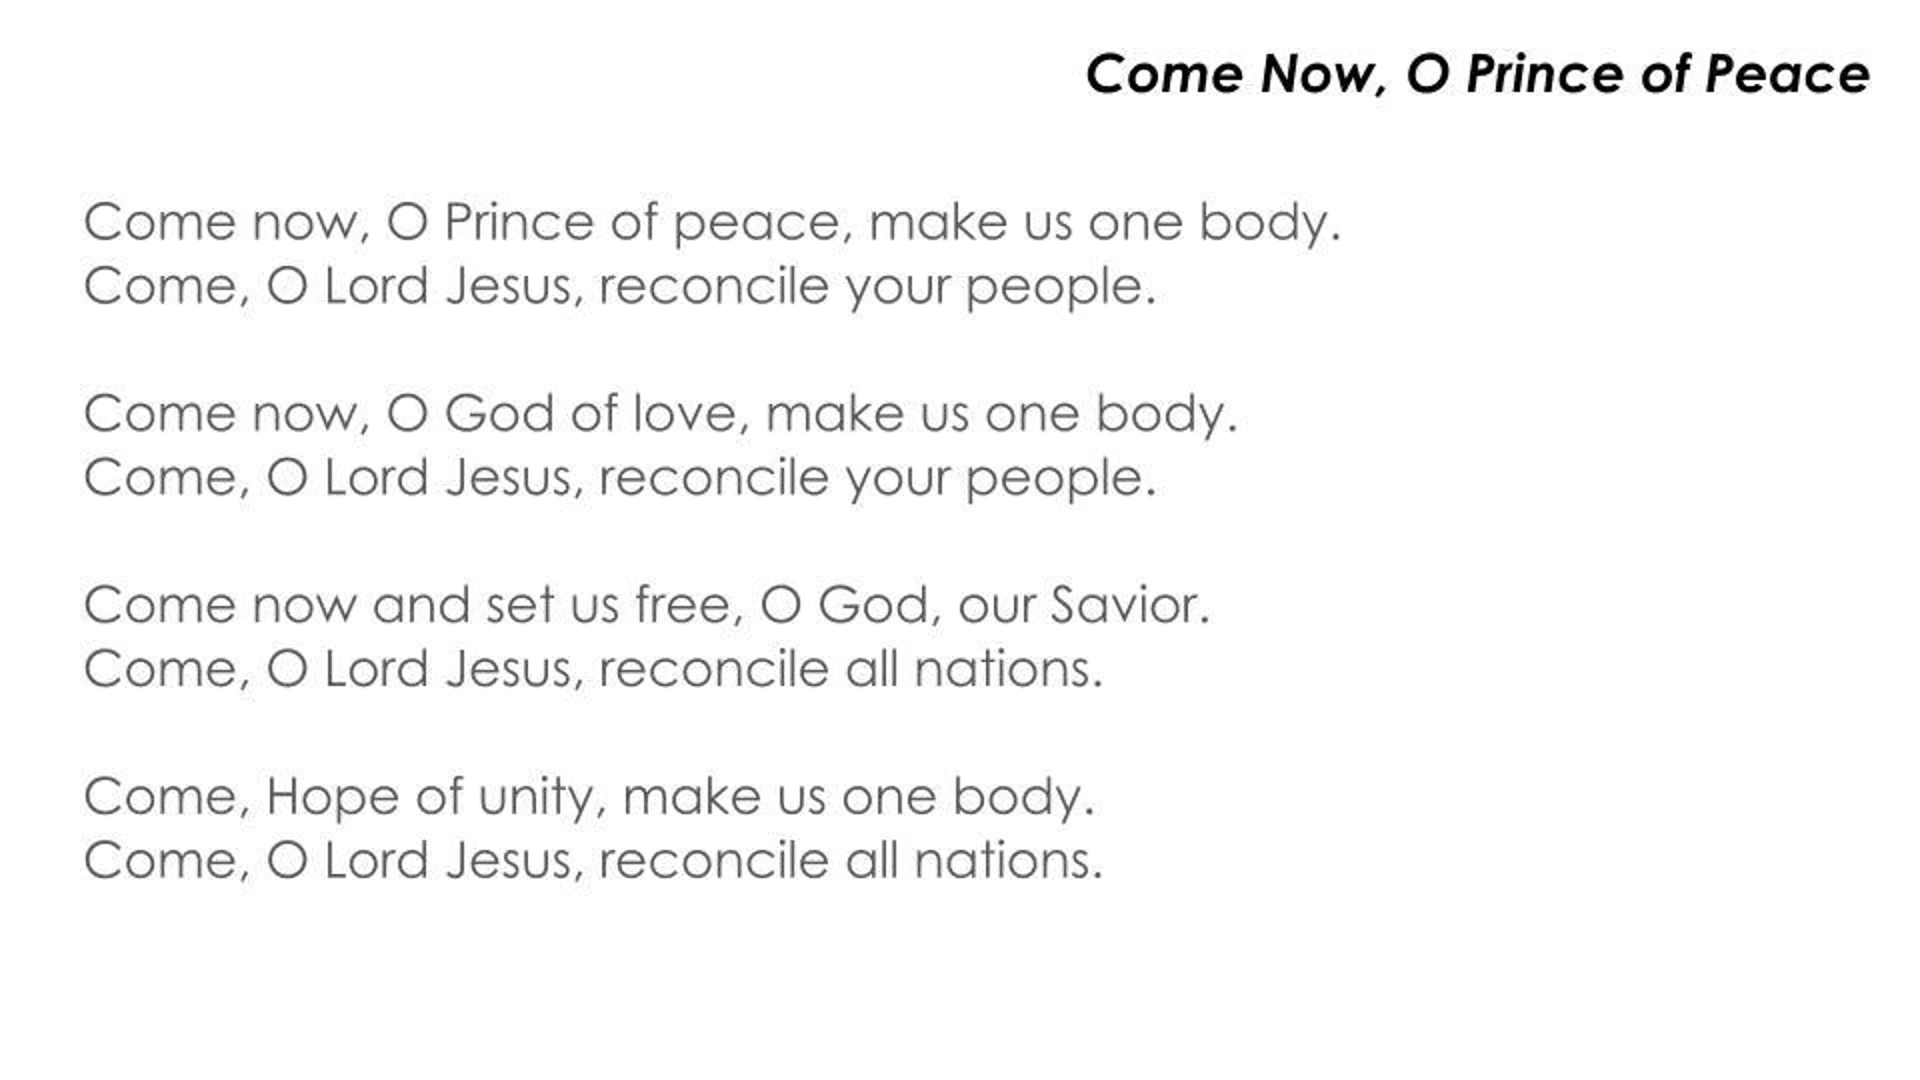 Come Now, O Prince of Peace
Come now, O Prince of peace, make us one body.
Come, O Lord Jesus, reconcile your people.
Come now, O God of love, make us one body.
Come, O Lord Jesus, reconcile your people.
Come now and set us free, O God, our Savior.
Come, O Lord Jesus, reconcile all nations.
Come, Hope of unity, make us one body.
Come, O Lord Jesus, reconcile all nations.